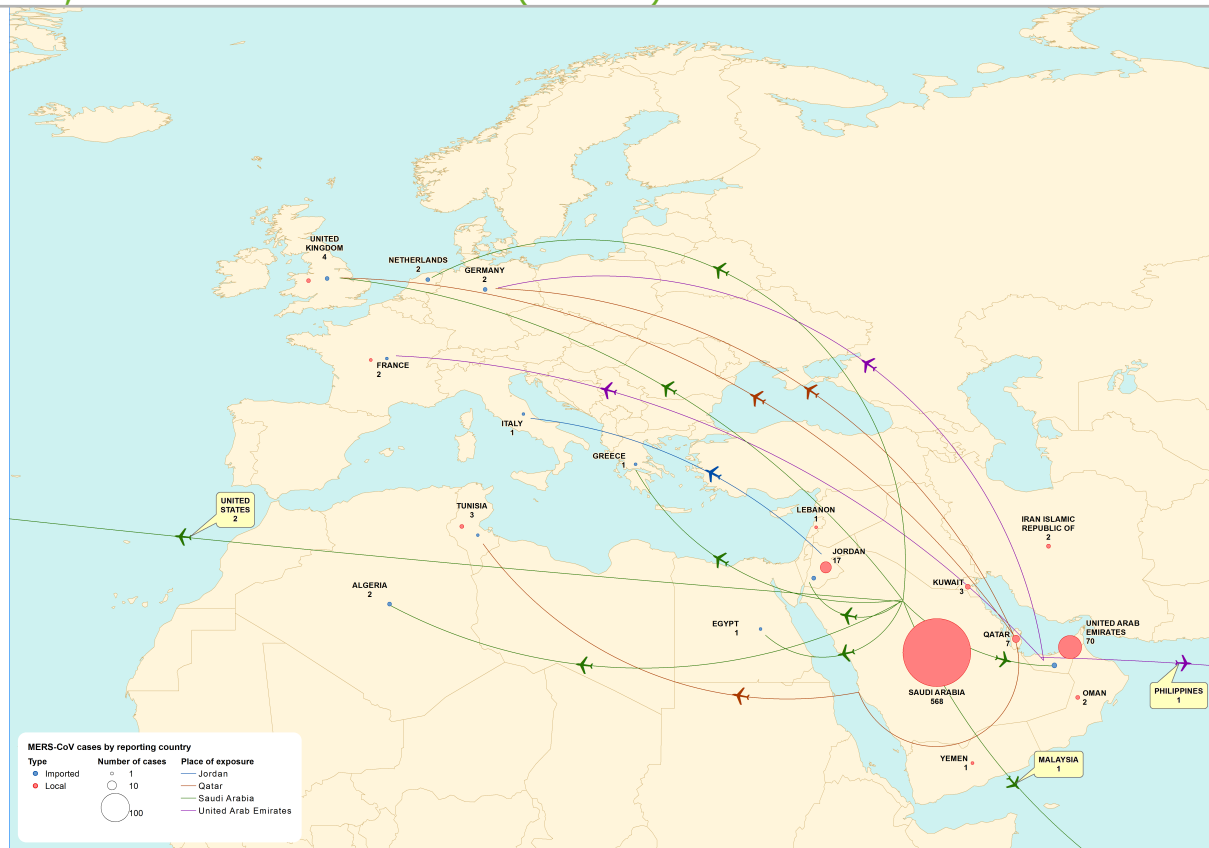 UNITED
KINGDOM
4
NETHERLANDS
2
GERMANY
2
FRANCE
2
ITALY
1
GREECE
1
UNITED
STATES
2
TUNISIA
3
LEBANON
1
IRAN ISLAMIC
REPUBLIC OF
2
JORDAN
17
ALGERIA
2
KUWAIT
3
EGYPT
1
QATAR
7
UNITED ARAB
EMIRATES
70
SAUDI ARABIA
568
OMAN
2
PHILIPPINES
1
YEMEN
1
MALAYSIA
1
MERS-CoV cases by reporting country
Type
Imported
Local
Number of cases
1
10
100
Place of exposure
Jordan
Qatar
Saudi Arabia
United Arab Emirates